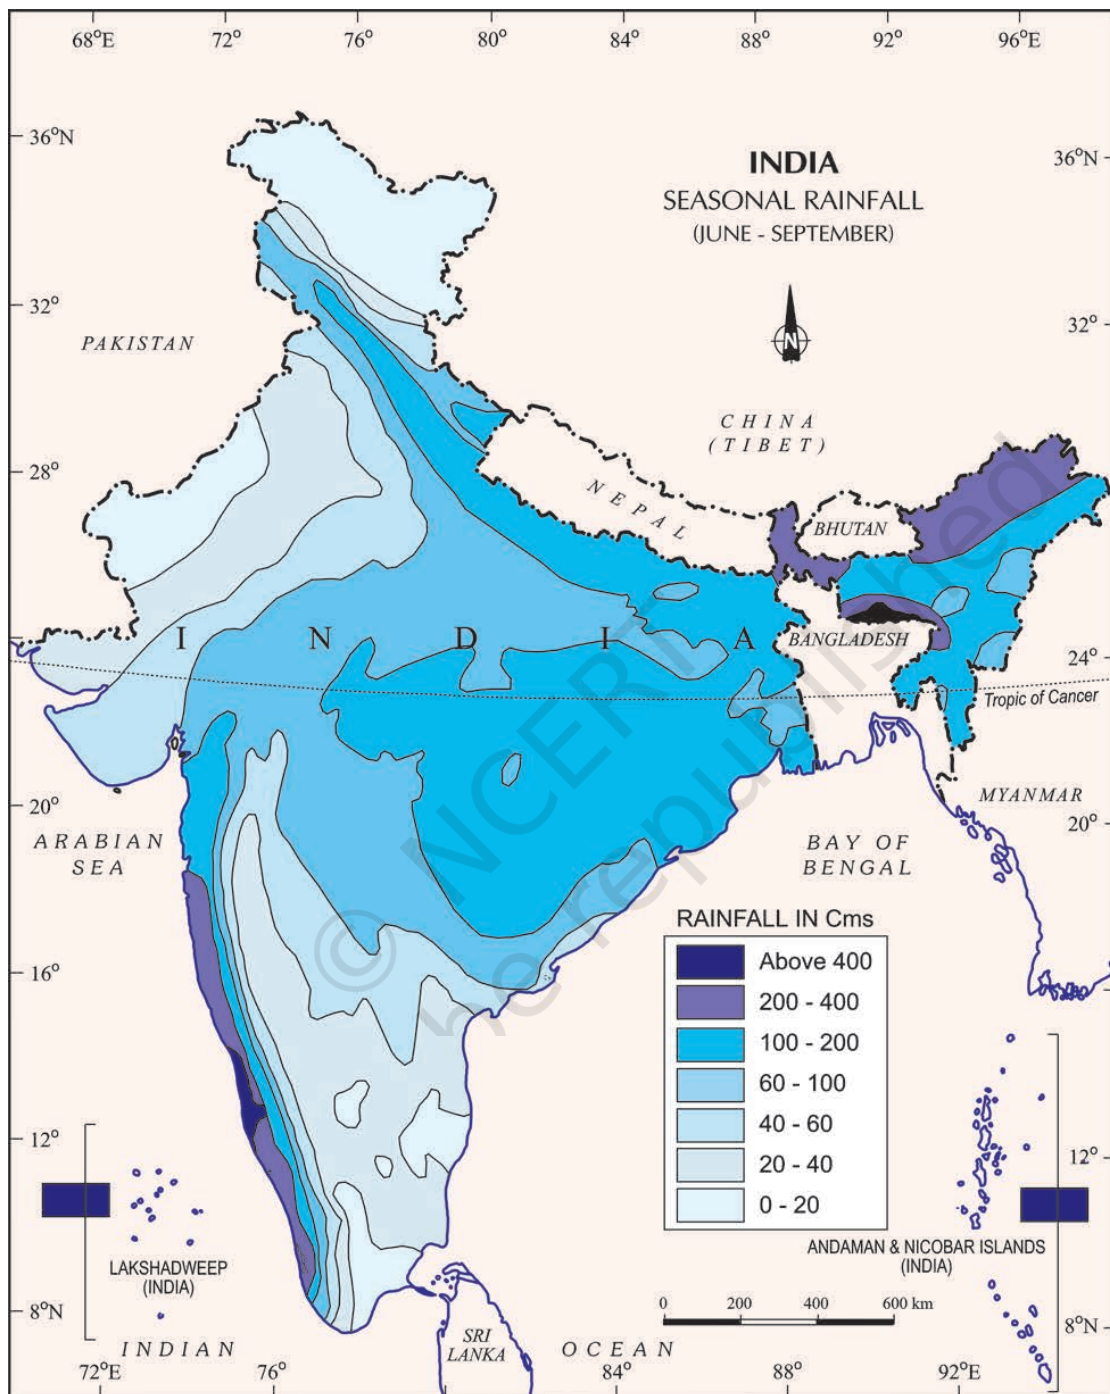 68°E 72° 76° 80° 84° 88° 92° 96°E
36°N
36°N
INDIA
SEASONAL RAINFALL
(JUNE - SEPTEMBER)
32°
32°
N
PAKISTAN
CHINA
(TIBET)
28°
28°
NEPAL
BHUTAN
INDIA
BANGLADESH
24°
24°
Tropic of Cancer
20°
MYANMAR
20°
ARABIAN
SEA
BAY OF
BENGAL
© NCERT
be republished
RAINFALL IN Cms
Above 400
200 - 400
100 - 200
60 - 100
40 - 60
20 - 40
0 - 20
16°
12°
12°
LAKSHADWEEP
(INDIA)
ANDAMAN & NICOBAR ISLANDS
(INDIA)
0 200 400 600 km
8°N
8°N
SRI
LANKA
INDIAN OCEAN
72°E 76° 84° 88° 92°E